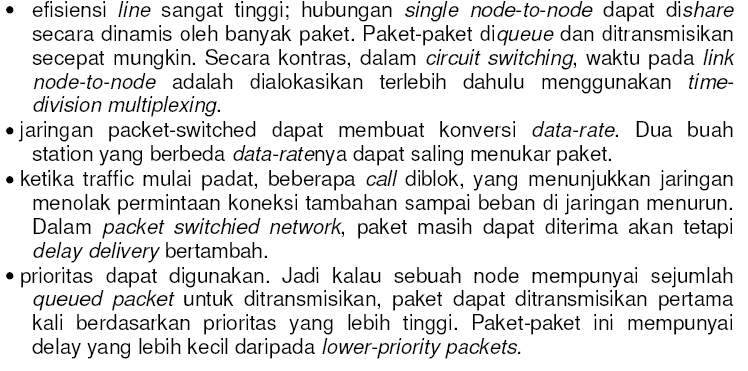 • efisiensi line sangat tinggi; hubungan single node-to-node dapat dishare
secara dinamis oleh banyak paket. Paket-paket diqueue dan ditransmisikan
secepat mungkin. Secara kontras, dalam circuit switching, waktu pada link
node-to-node adalah dialokasikan terlebih dahulu menggunakan time-
division multiplexing.
• jaringan packet-switched dapat membuat konversi data-rate. Dua buah
station yang berbeda data-ratenya dapat saling menukar paket.
• ketika traffic mulai padat, beberapa call diblok, yang menunjukkan jaringan
menolak permintaan koneksi tambahan sampai beban di jaringan menurun.
Dalam packet switchied network, paket masih dapat diterima akan tetapi
delay delivery bertambah.
• prioritas dapat digunakan. Jadi kalau sebuah node mempunyai sejumlah
queued packet untuk ditransmisikan, paket dapat ditransmisikan pertama
kali berdasarkan prioritas yang lebih tinggi. Paket-paket ini mempunyai
delay yang lebih kecil daripada lower-priority packets.